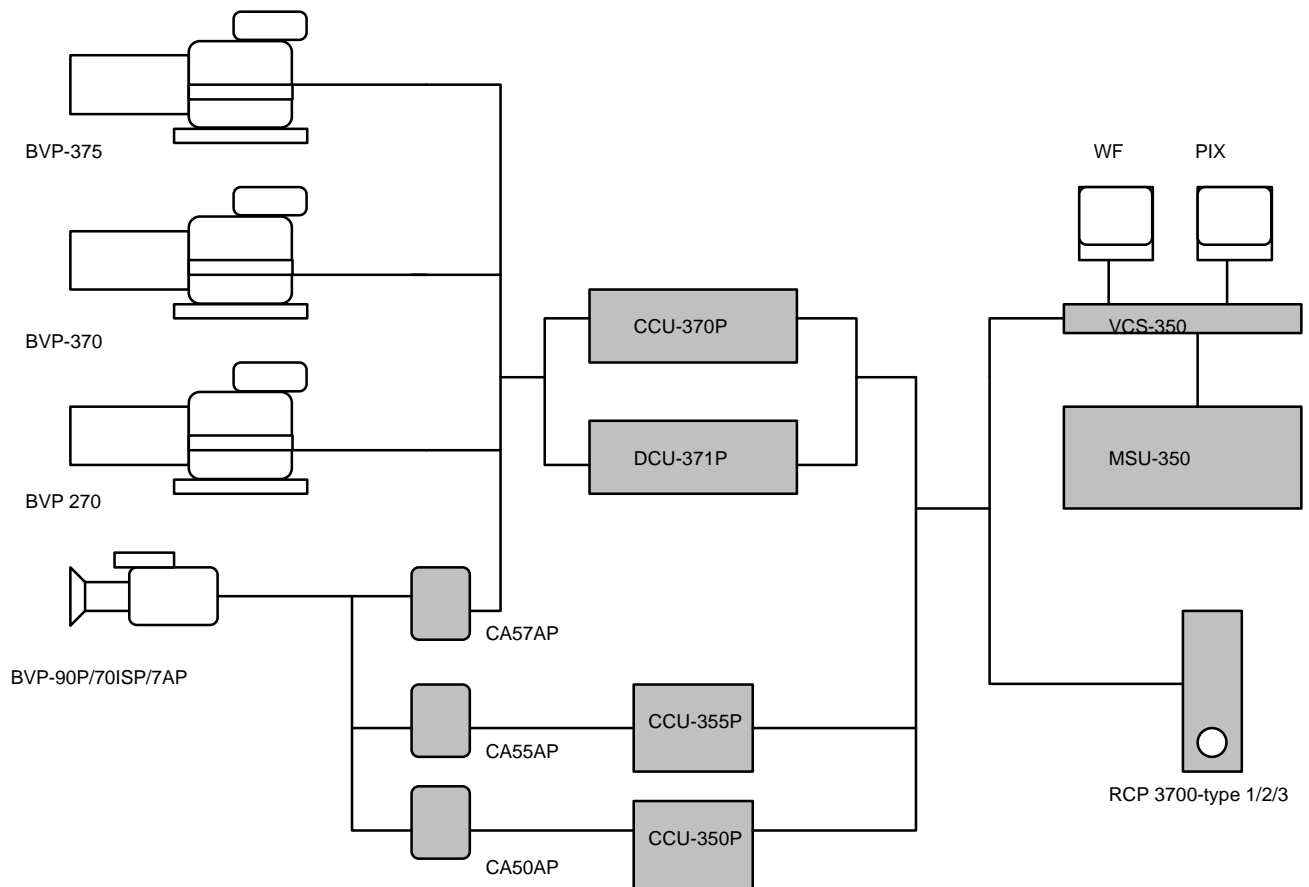 BVP-375
WF
PIX
BVP-370
CCU-370P
VCS-350
DCU-371P
MSU-350
BVP 270
CA57AP
BVP-90P/70ISP/7AP
CCU-355P
CA55AP
RCP 3700-type 1/2/3
CCU-350P
CA50AP